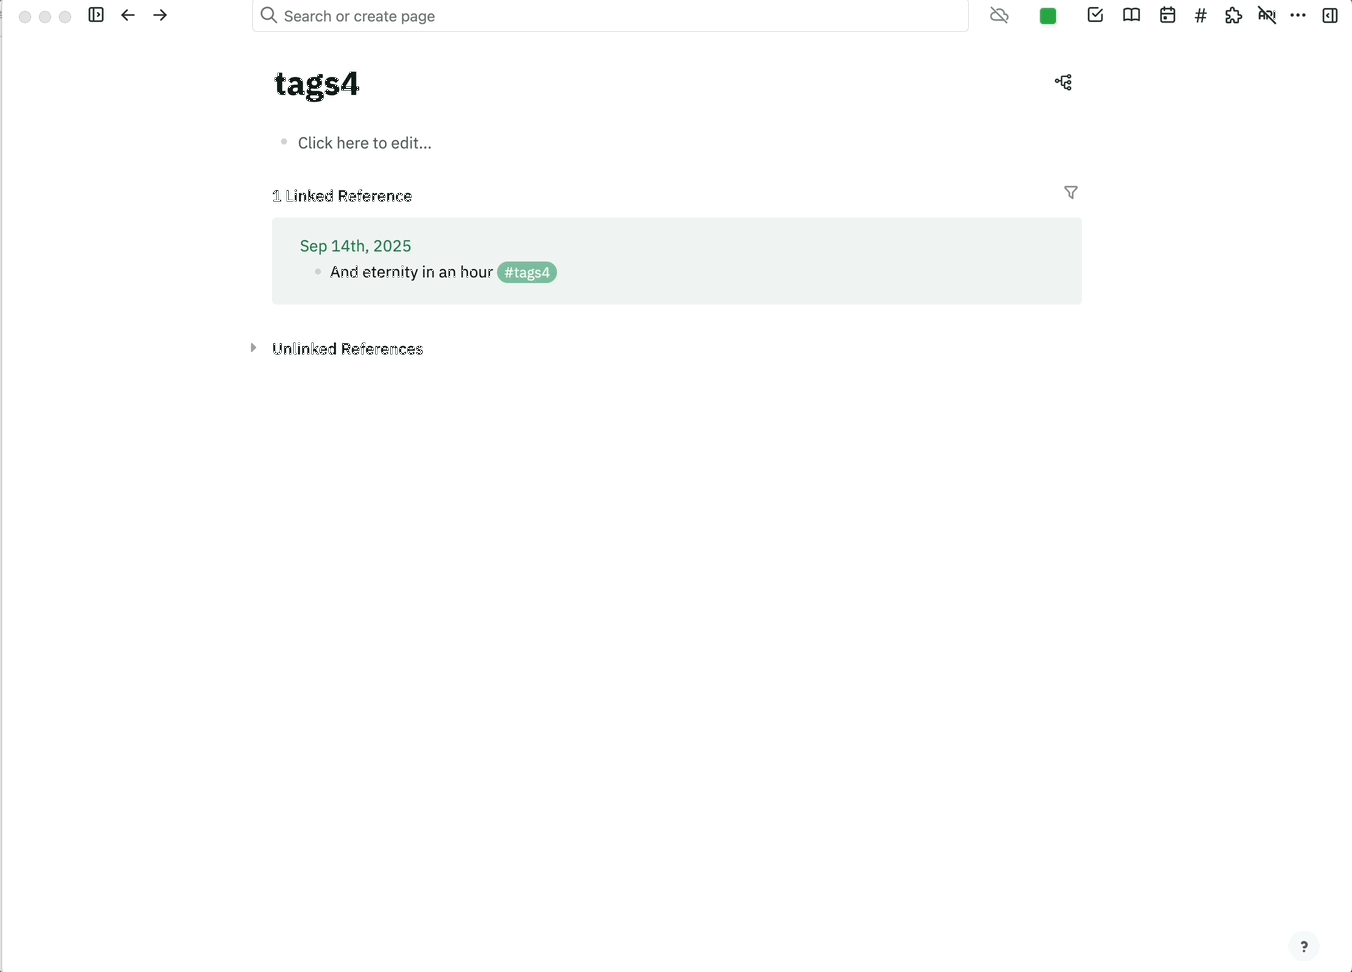 Search or create page
API
tags4
Click here to edit...
1 Linked Reference
Sep 14th, 2025
And eternity in an hour #tags4
Unlinked References
?